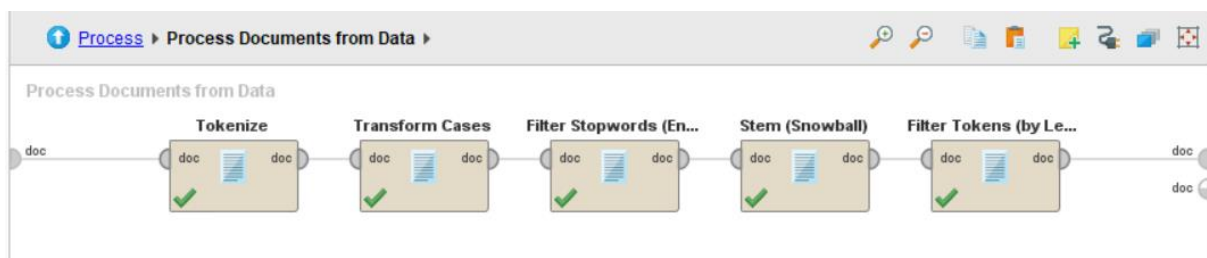 Process ▸ Process Documents from Data ▸
Process Documents from Data
Tokenize Transform Cases Filter Stopwords (En... Stem (Snowball) Filter Tokens (by Le...
doc doc doc doc doc doc doc doc doc doc doc doc
doc